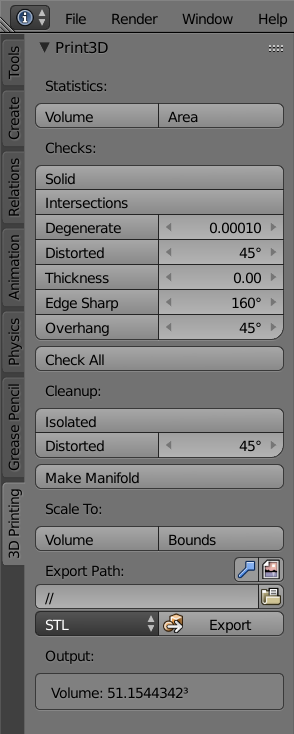 File Render Window Help
Print3D
Tools
Create
Relations
Animation
Physics
Grease Pencil
3D Printing
Statistics:
Volume Area
Checks:
Solid
Intersections
Degenerate 0.00010
Distorted 45°
Thickness 0.00
Edge Sharp 160°
Overhang 45°
Check All
Cleanup:
Isolated
Distorted 45°
Make Manifold
Scale To:
Volume Bounds
Export Path:
//
STL Export
Output:
Volume: 51.1544342³